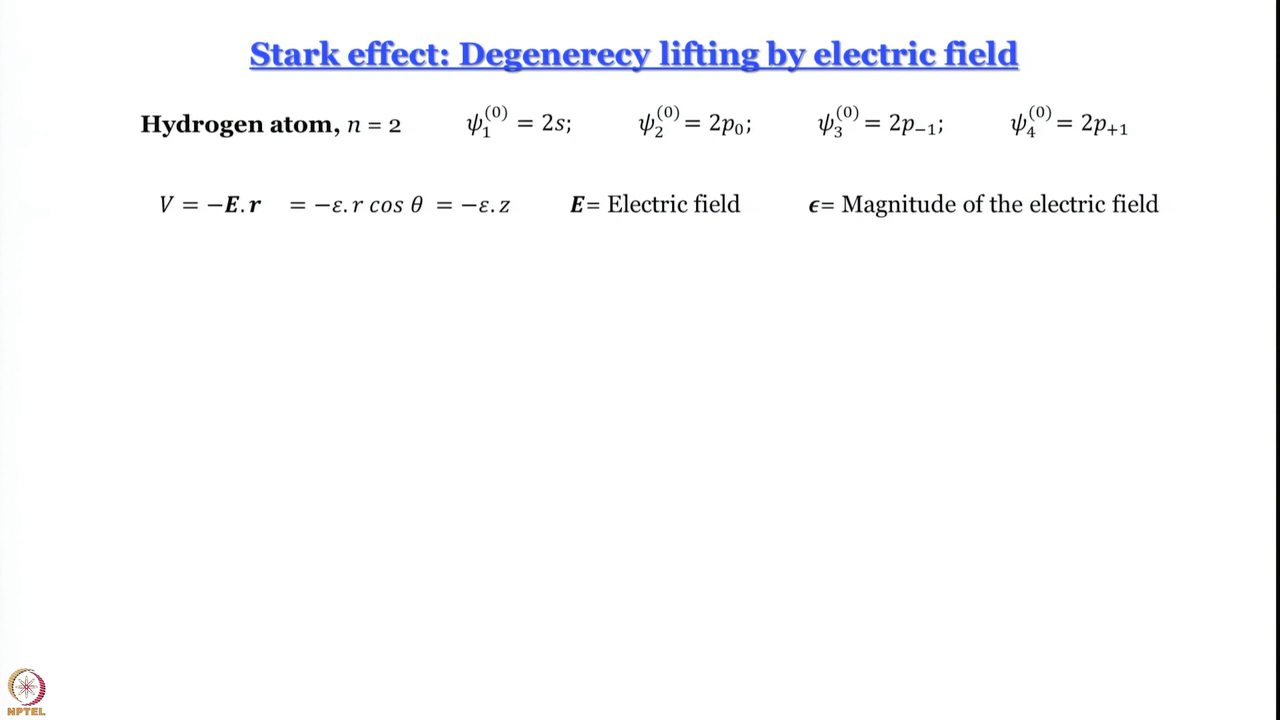 Stark effect: Degenerecy lifting by electric field
Hydrogen atom, n = 2 ψ₁⁽⁰⁾ = 2s; ψ₂⁽⁰⁾ = 2p₀; ψ₃⁽⁰⁾ = 2p₋₁; ψ₄⁽⁰⁾ = 2p₊₁
V = −E.r = −ε.r cos θ = −ε.z E= Electric field ϵ= Magnitude of the electric field
NPTEL